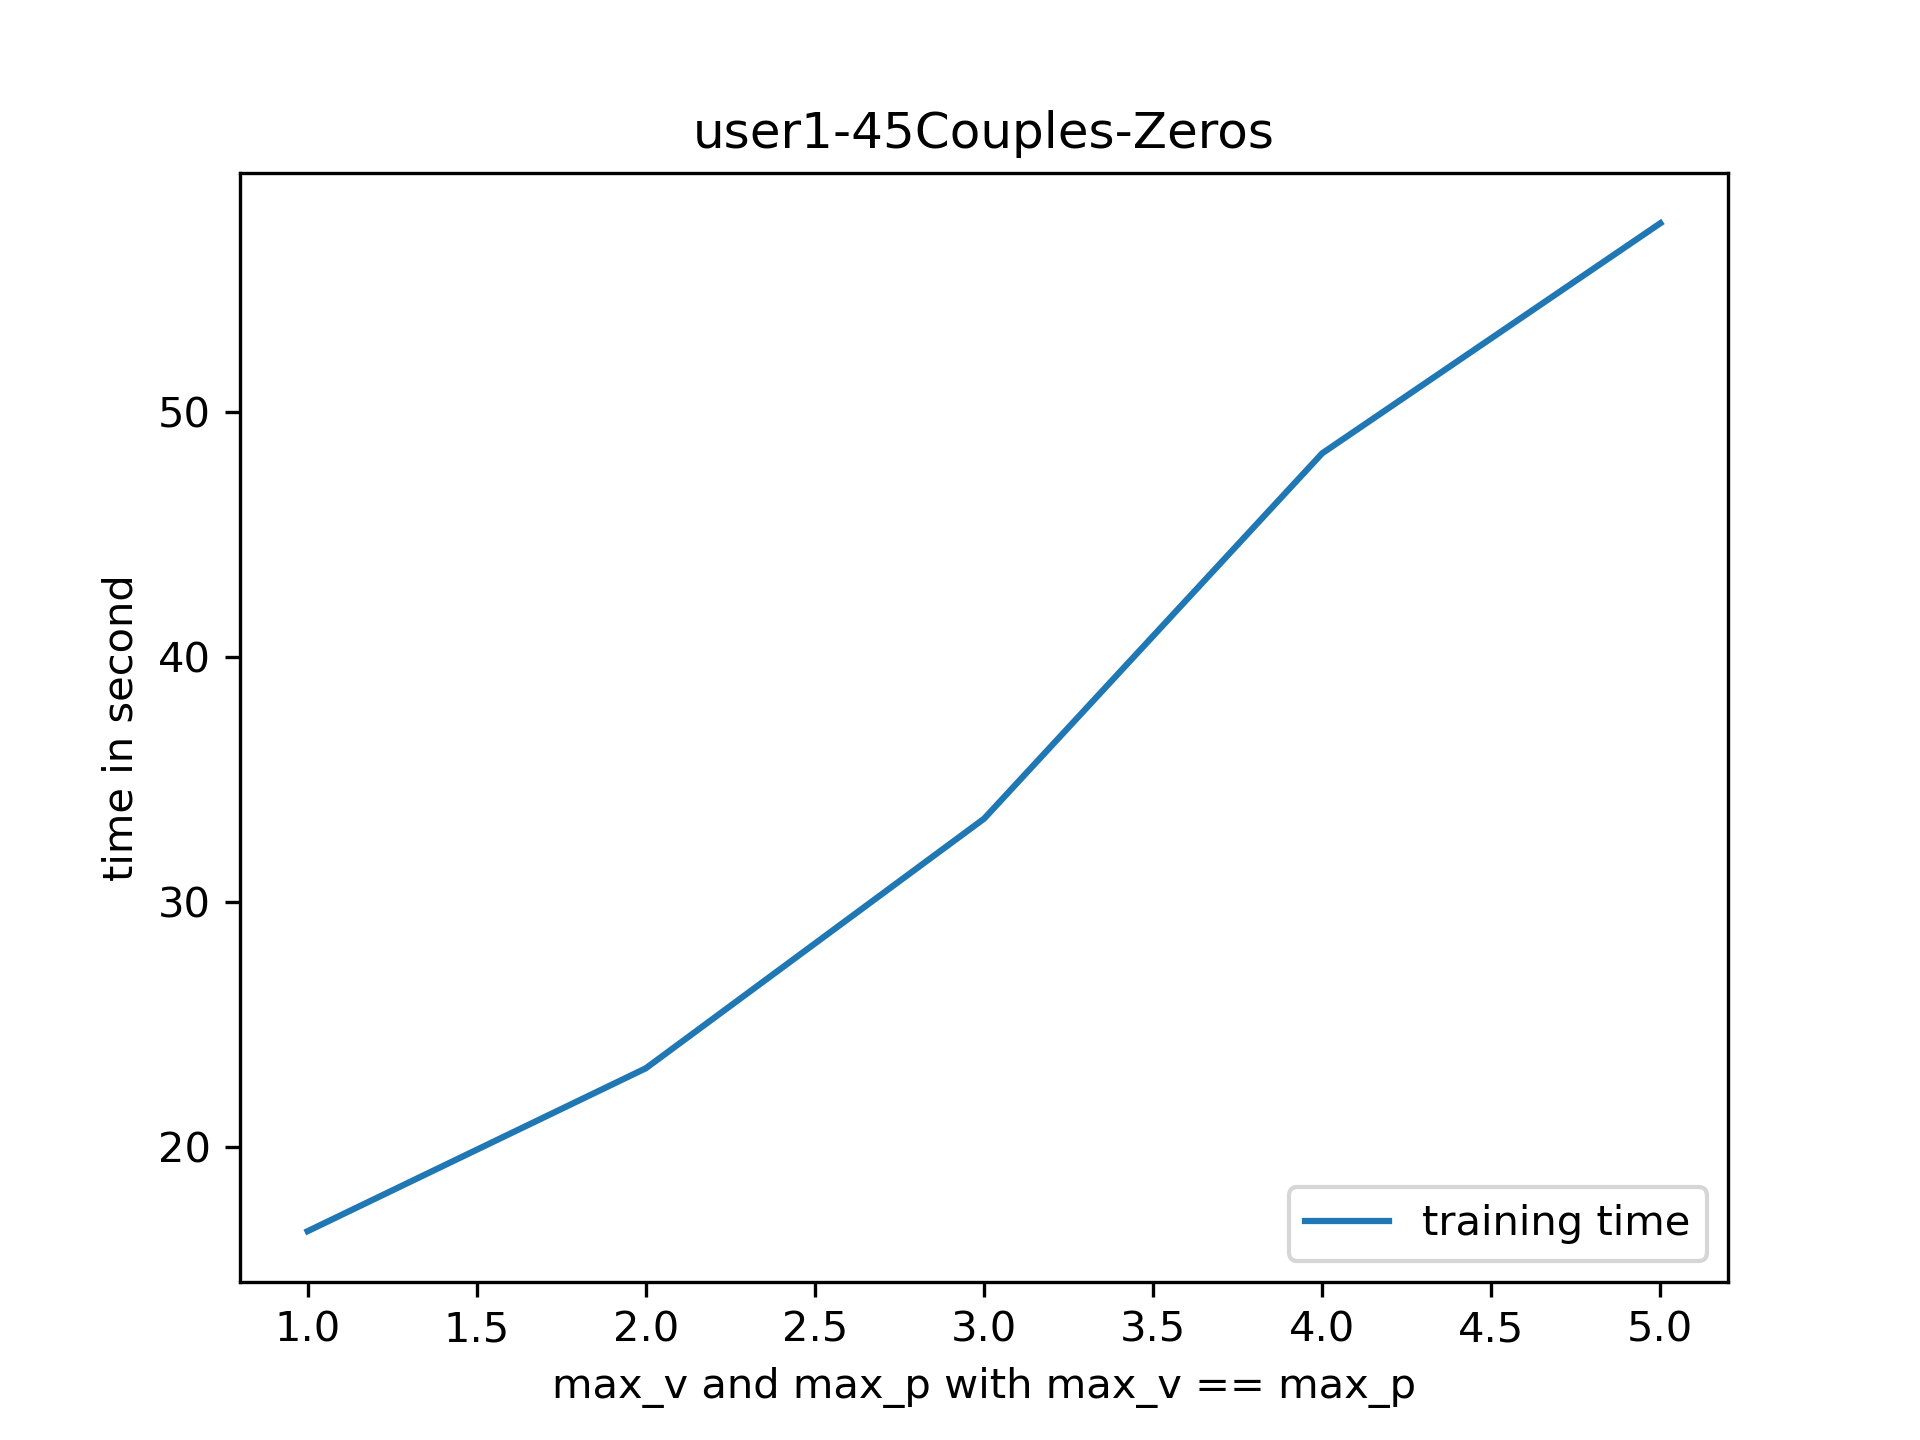 user1-45Couples-Zeros
time in second
50
40
30
20
training time
1.0 1.5 2.0 2.5 3.0 3.5 4.0 4.5 5.0
max_v and max_p with max_v == max_p